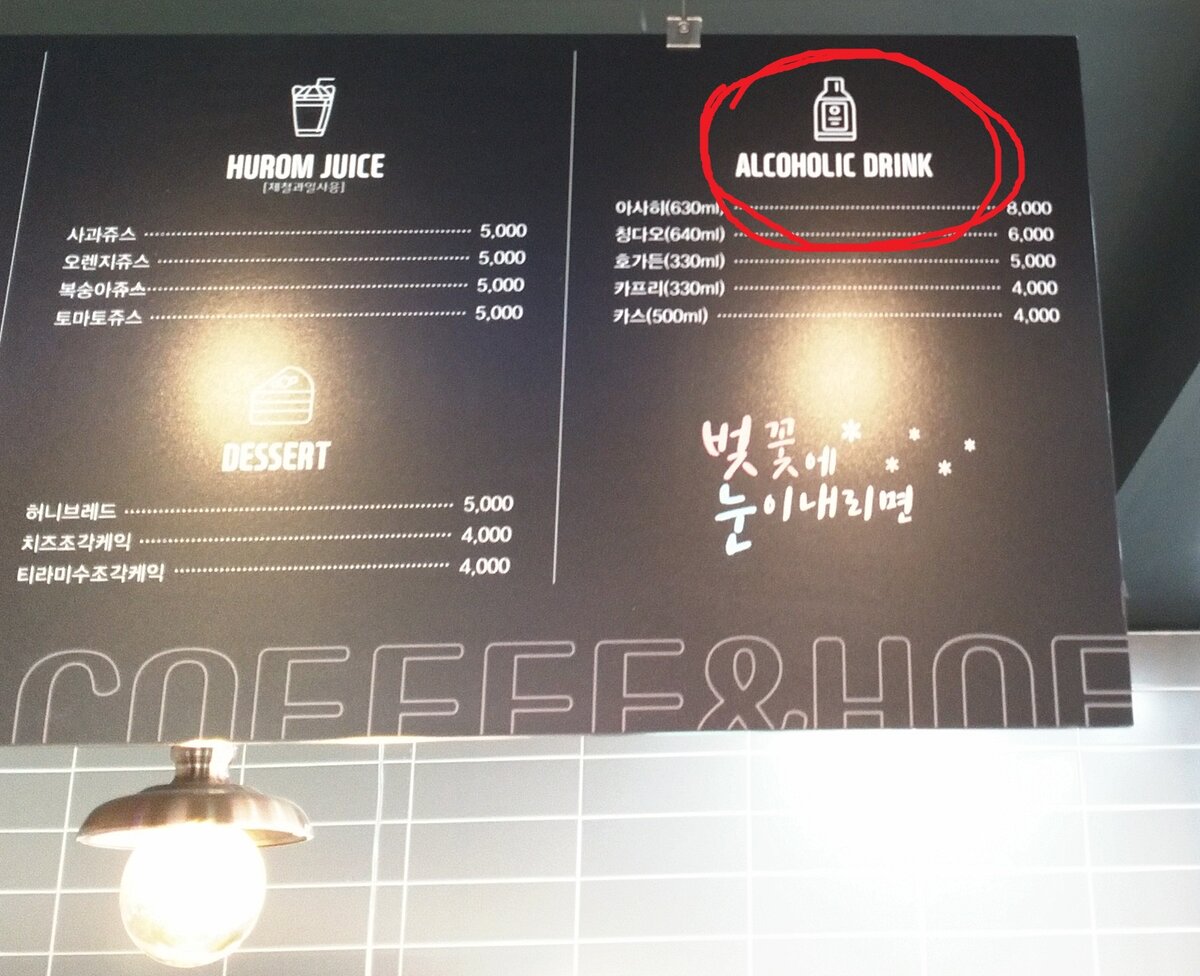 HUROM JUICE
[제철과일사용]
사과쥬스 5,000
오렌지쥬스 5,000
복숭아쥬스 5,000
토마토쥬스 5,000
DESSERT
허니브레드 5,000
치즈조각케익 4,000
티라미수조각케익 4,000
ALCOHOLIC DRINK
아사히(630ml) 8,000
칭다오(640ml) 6,000
호가든(330ml) 5,000
카프리(330ml) 4,000
카스(500ml) 4,000
벚꽃에
눈이내리면
COFFEE&HOF